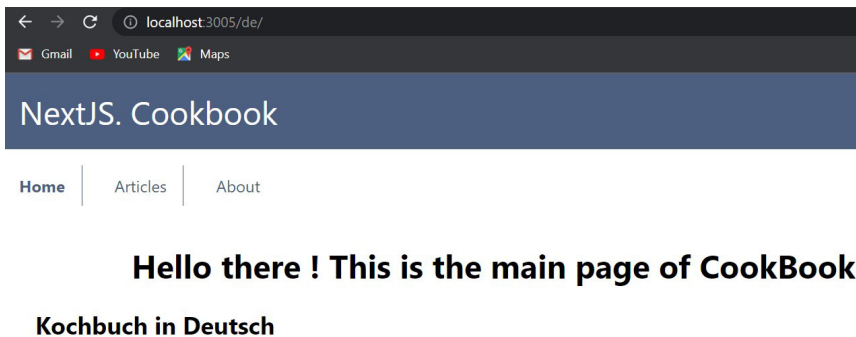 localhost:3005/de/
Gmail YouTube Maps
NextJS. Cookbook
Home Articles About
Hello there ! This is the main page of CookBook
Kochbuch in Deutsch